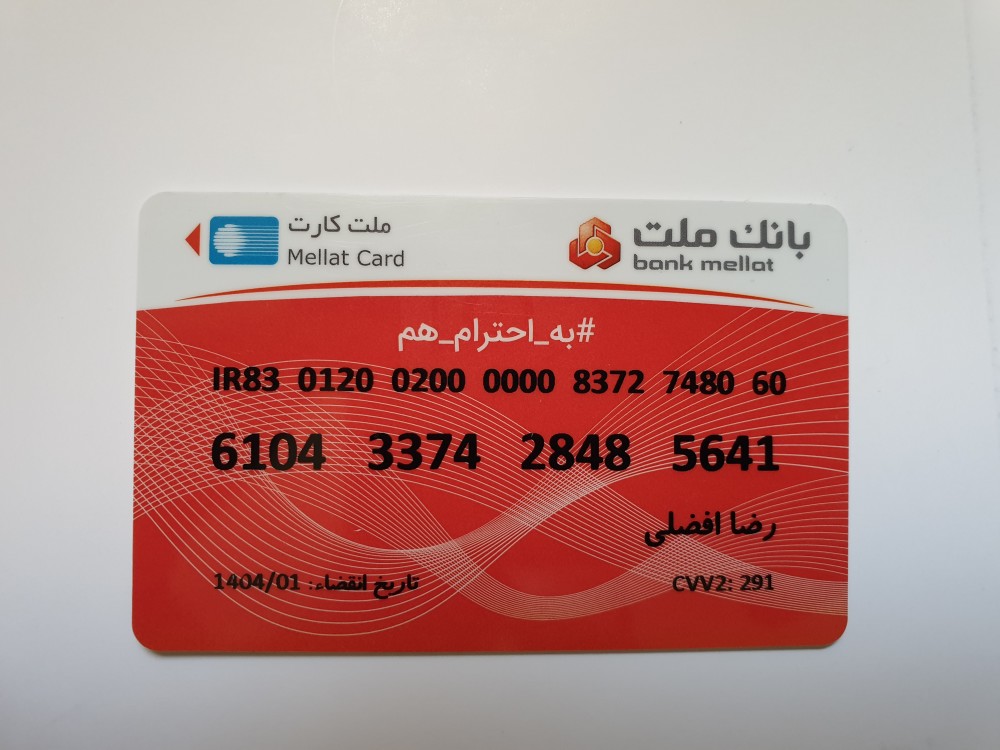 ملت کارت
Mellat Card
بانک ملت
bank mellat
#به_احترام_هم
IR83 0120 0200 0000 8372 7480 60
6104 3374 2848 5641
رضا افضلی
تاریخ انقضاء: 1404/01
CVV2: 291